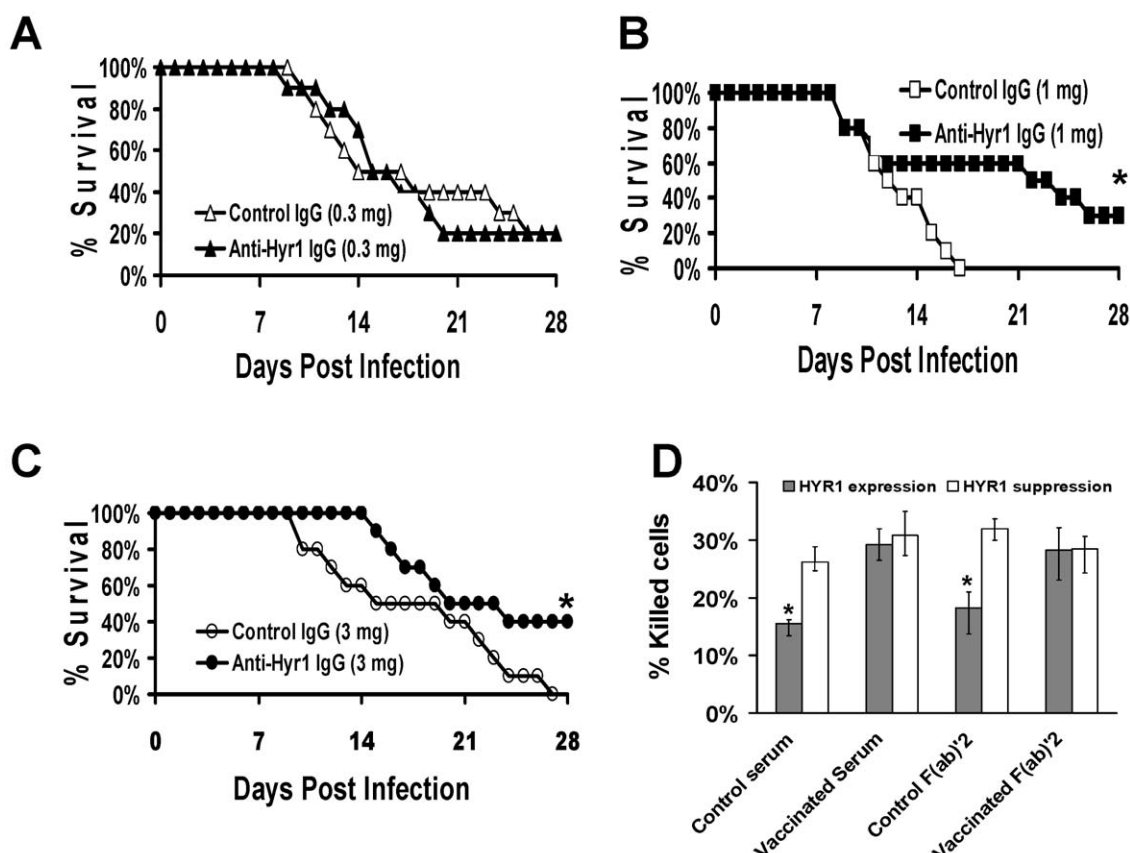 A
% Survival
100%
80%
60%
40%
20%
0%
Control IgG (0.3 mg)
Anti-Hyr1 IgG (0.3 mg)
0 7 14 21 28
Days Post Infection
B
% Survival
100%
80%
60%
40%
20%
0%
Control IgG (1 mg)
Anti-Hyr1 IgG (1 mg)
*
0 7 14 21 28
Days Post Infection
C
% Survival
100%
80%
60%
40%
20%
0%
Control IgG (3 mg)
Anti-Hyr1 IgG (3 mg)
*
0 7 14 21 28
Days Post Infection
D
% Killed cells
40%
30%
20%
10%
0%
HYR1 expression HYR1 suppression
* *
Control serum
Vaccinated Serum
Control F(ab)'2
Vaccinated F(ab)'2